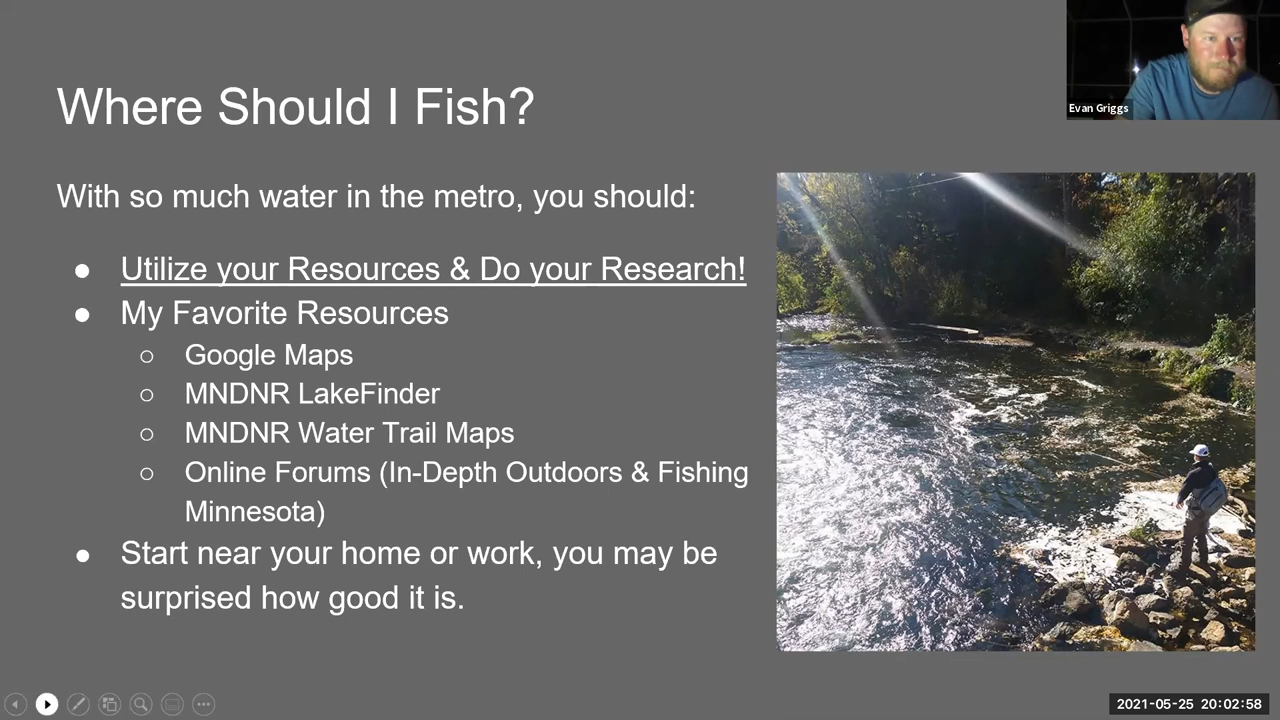 Where Should I Fish?
Evan Griggs
With so much water in the metro, you should:
● Utilize your Resources & Do your Research!
● My Favorite Resources
○ Google Maps
○ MNDNR LakeFinder
○ MNDNR Water Trail Maps
○ Online Forums (In-Depth Outdoors & Fishing
Minnesota)
● Start near your home or work, you may be
surprised how good it is.
2021-05-25 20:02:58